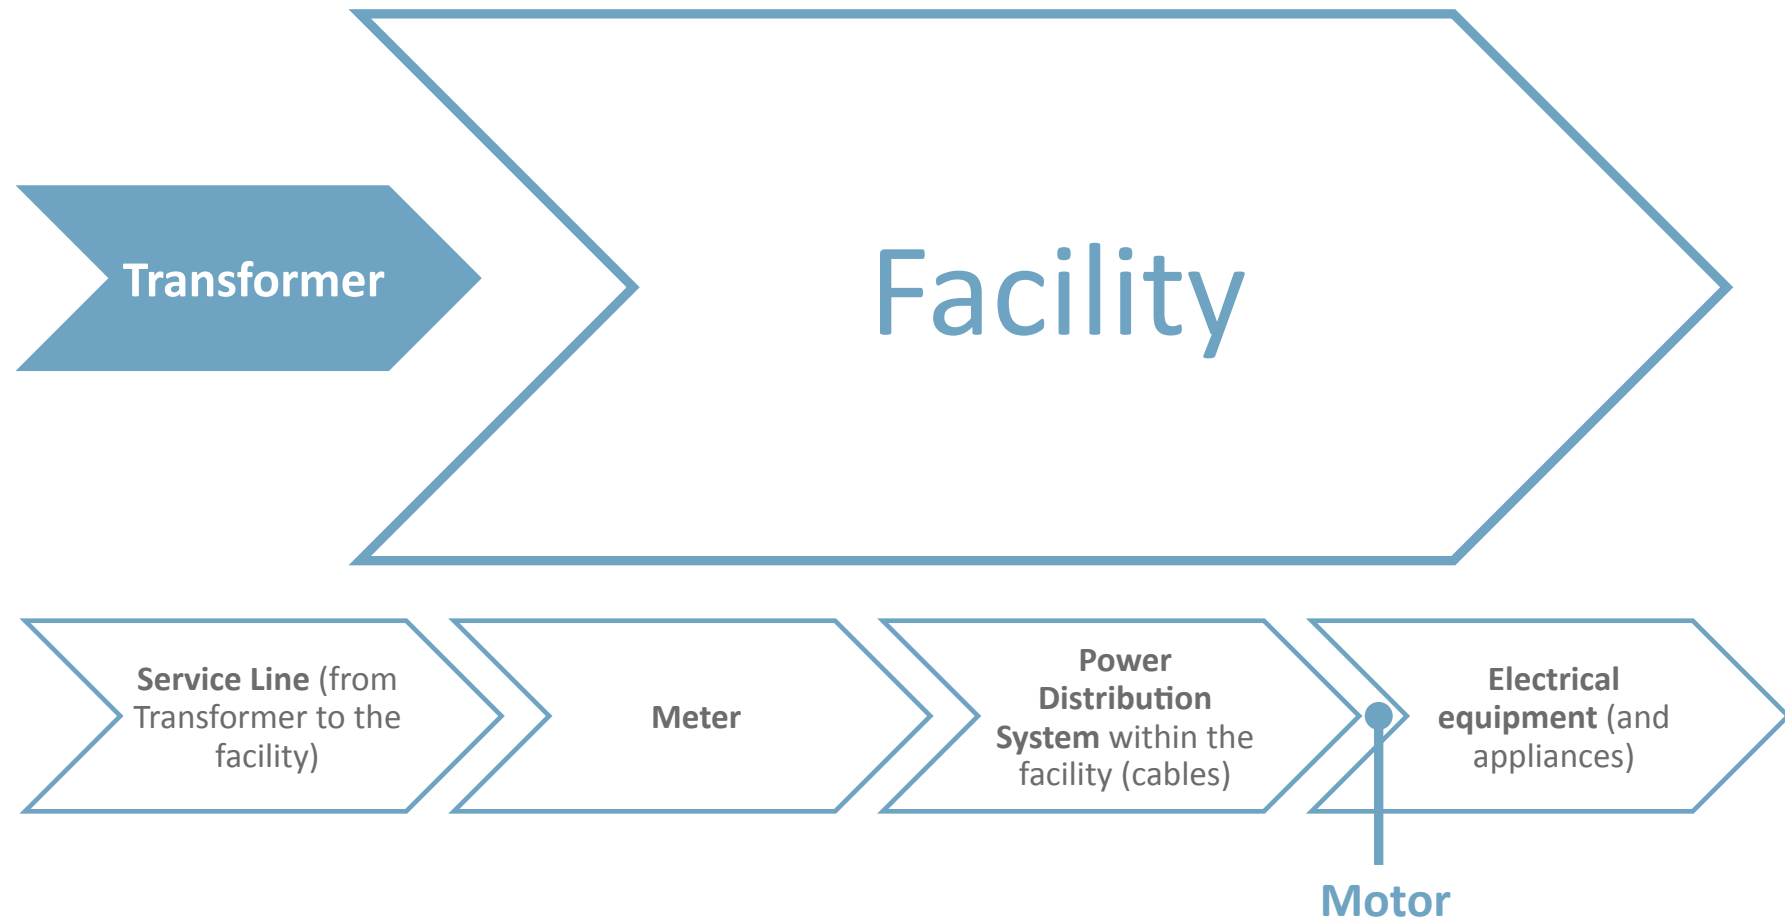 Transformer
Facility
Service Line (from
Transformer to the
facility)
Meter
Power
Distribution
System within the
facility (cables)
Electrical
equipment (and
appliances)
Motor